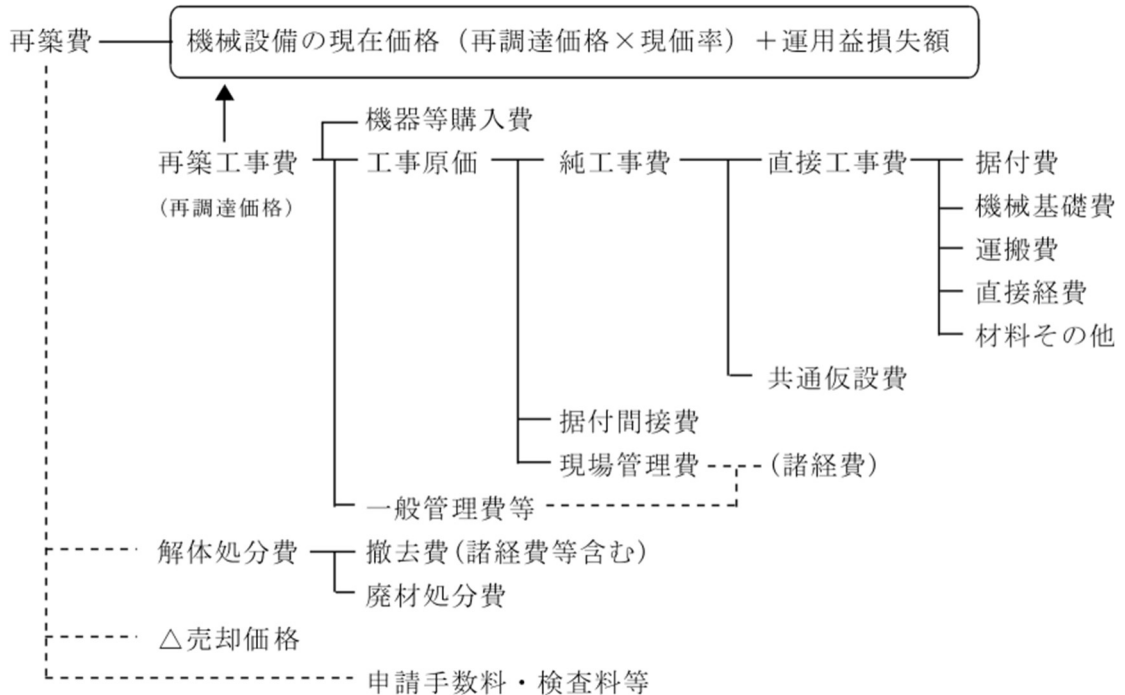 再築費 機械設備の現在価格（再調達価格×現価率）＋運用益損失額
機器等購入費
再築工事費 工事原価 純工事費 直接工事費 据付費
(再調達価格) 機械基礎費
運搬費
直接経費
材料その他
共通仮設費
据付間接費
現場管理費 (諸経費)
一般管理費等
解体処分費 撤去費(諸経費等含む)
廃材処分費
△売却価格
申請手数料・検査料等